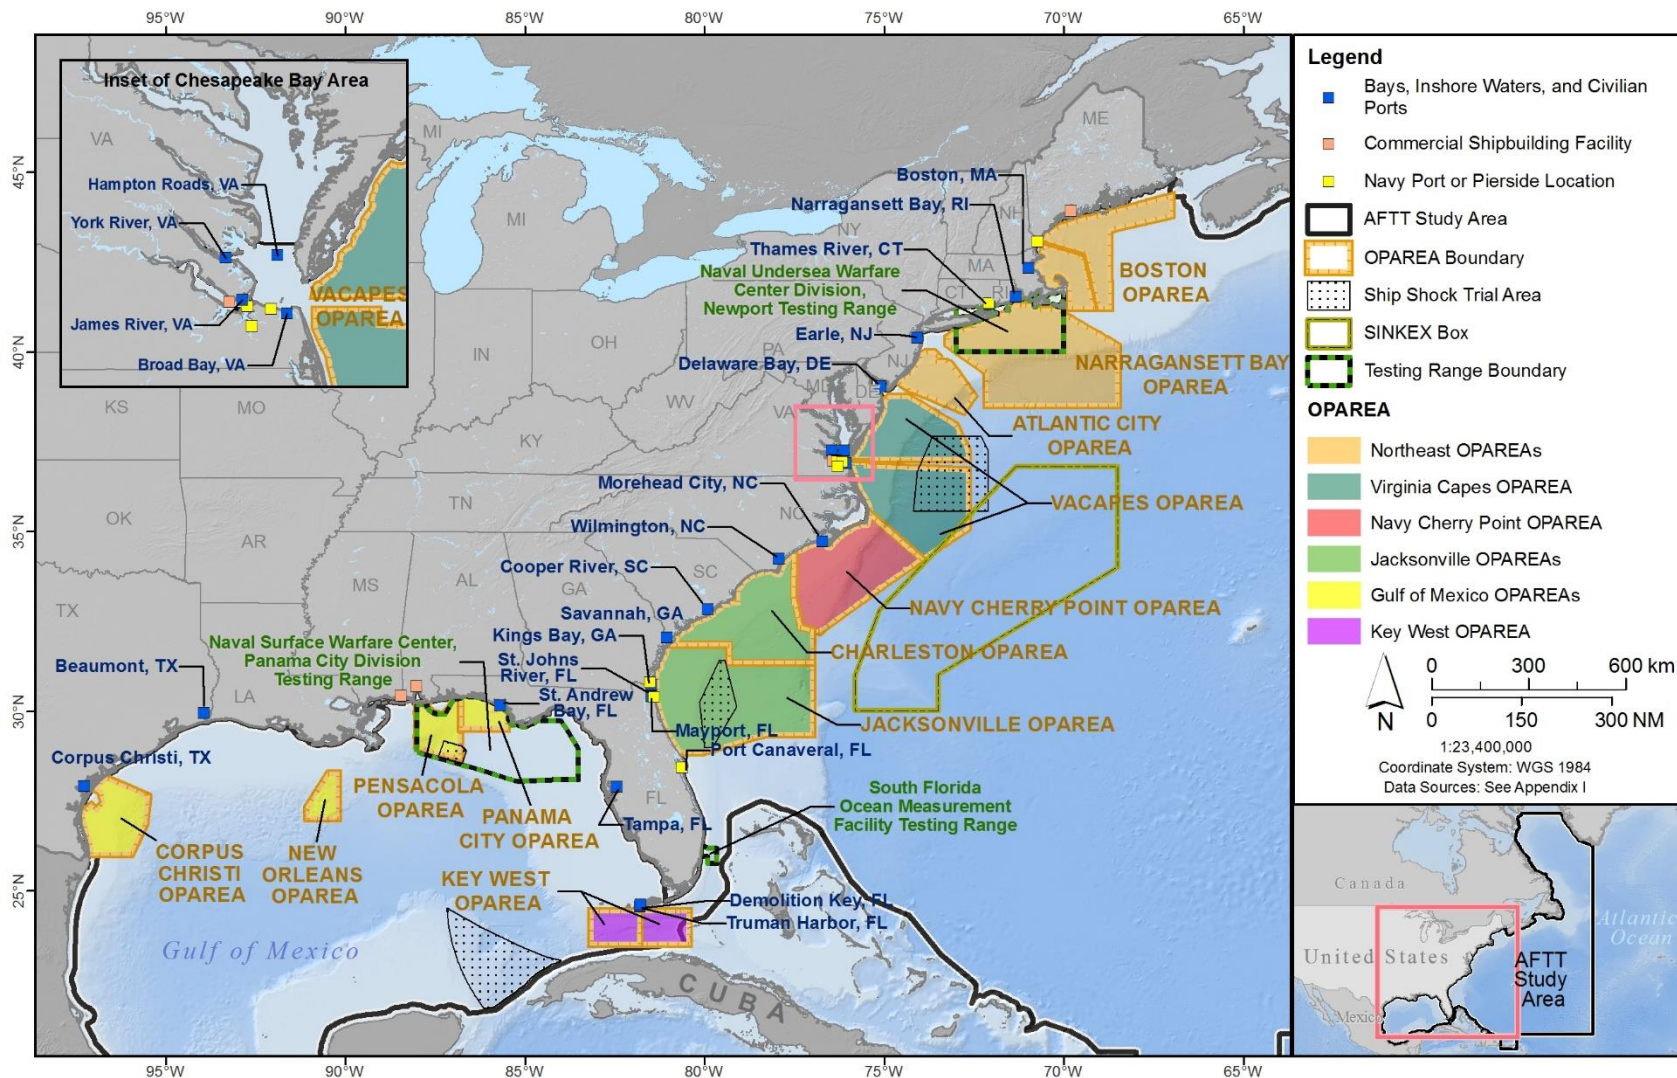 95°W 90°W 85°W 80°W 75°W 70°W 65°W
45°N
40°N
35°N
30°N
25°N
Inset of Chesapeake Bay Area
VA
Hampton Roads, VA
York River, VA
James River, VA
Broad Bay, VA
VACAPES
OPAREA
MI
MI
ME
NH
NY
MA
CT
RI
PA
NJ
MD
DE
VA
WV
OH
IN
KY
KS
MO
OK
AR
TN
NC
SC
MS
AL
GA
TX
LA
FL
Boston, MA
Narragansett Bay, RI
Thames River, CT
Naval Undersea Warfare
Center Division,
Newport Testing Range
Earle, NJ
Delaware Bay, DE
BOSTON
OPAREA
NARRAGANSETT BAY
OPAREA
ATLANTIC CITY
OPAREA
VACAPES OPAREA
Morehead City, NC
Wilmington, NC
Cooper River, SC
NAVY CHERRY POINT OPAREA
Savannah, GA
Kings Bay, GA
St. Johns
River, FL
St. Andrew
Bay, FL
CHARLESTON OPAREA
JACKSONVILLE OPAREA
Mayport, FL
Port Canaveral, FL
Naval Surface Warfare Center,
Panama City Division
Testing Range
Beaumont, TX
Corpus Christi, TX
PENSACOLA
OPAREA
PANAMA
CITY OPAREA
Tampa, FL
South Florida
Ocean Measurement
Facility Testing Range
CORPUS
CHRISTI
OPAREA
NEW
ORLEANS
OPAREA
KEY WEST
OPAREA
Demolition Key, FL
Truman Harbor, FL
Gulf of Mexico
CUBA
95°W 90°W 85°W 80°W 75°W 70°W 65°W
Legend
Bays, Inshore Waters, and Civilian
Ports
Commercial Shipbuilding Facility
Navy Port or Pierside Location
AFTT Study Area
OPAREA Boundary
Ship Shock Trial Area
SINKEX Box
Testing Range Boundary
OPAREA
Northeast OPAREAs
Virginia Capes OPAREA
Navy Cherry Point OPAREA
Jacksonville OPAREAs
Gulf of Mexico OPAREAs
Key West OPAREA
N
0 300 600 km
0 150 300 NM
1:23,400,000
Coordinate System: WGS 1984
Data Sources: See Appendix I
Canada
United States
Mexico
Atlantic
Ocean
AFTT
Study
Area